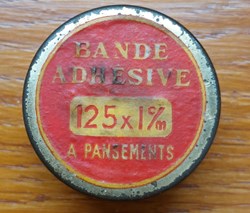 BANDE
ADHESIVE
125 x 1 c/m
A PANSEMENTS